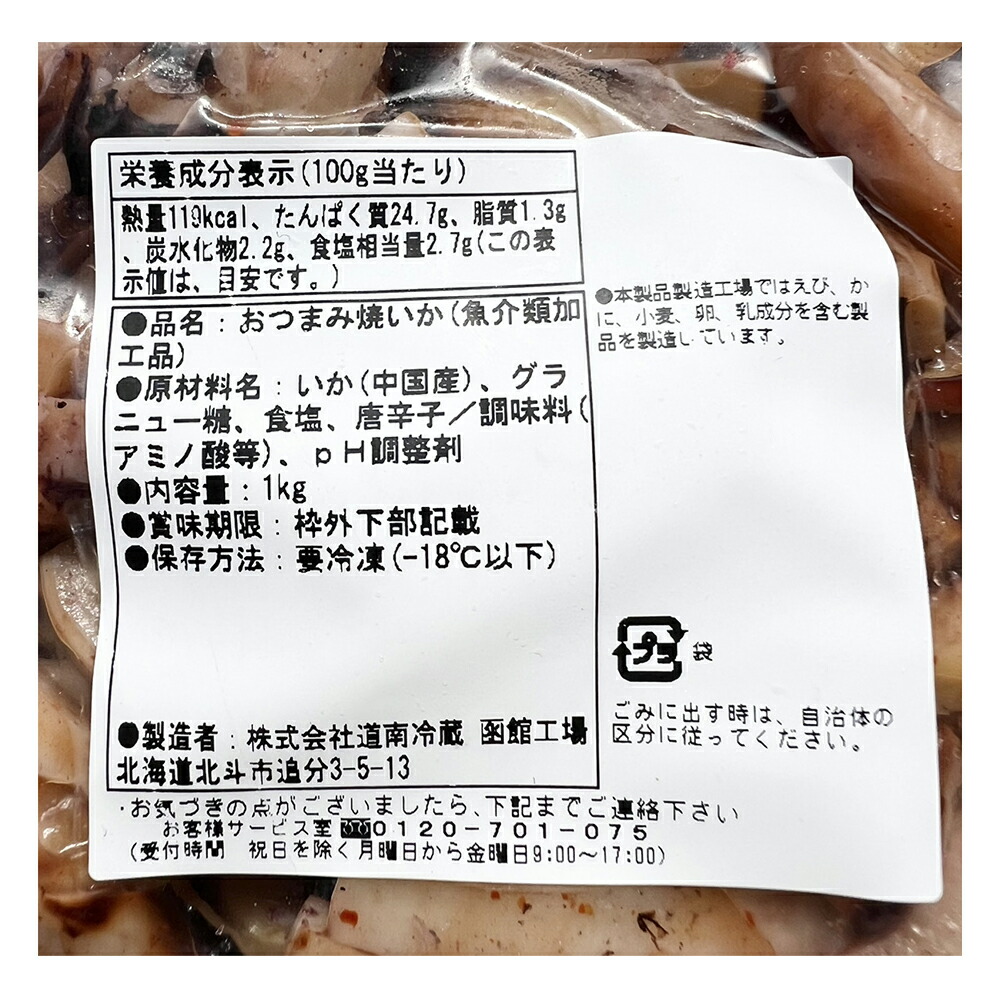 栄養成分表示(100g当たり)
熱量119kcal、たんぱく質24.7g、脂質1.3g
、炭水化物2.2g、食塩相当量2.7g(この表
示値は、目安です。)
●品名：おつまみ焼いか(魚介類加
工品)
●原材料名：いか(中国産)、グラ
ニュー糖、食塩、唐辛子／調味料(
アミノ酸等)、ｐＨ調整剤
●内容量：1kg
●賞味期限：枠外下部記載
●保存方法：要冷凍(-18℃以下)
●製造者：株式会社道南冷蔵 函館工場
北海道北斗市追分3-5-13
●本製品製造工場ではえび、か
に、小麦、卵、乳成分を含む製
品を製造しています。
プラ 袋
ごみに出す時は、自治体の
区分に従ってください。
・お気づきの点がございましたら、下記までご連絡下さい
お客様サービス室 0120-701-075
(受付時間 祝日を除く月曜日から金曜日9:00～17:00)